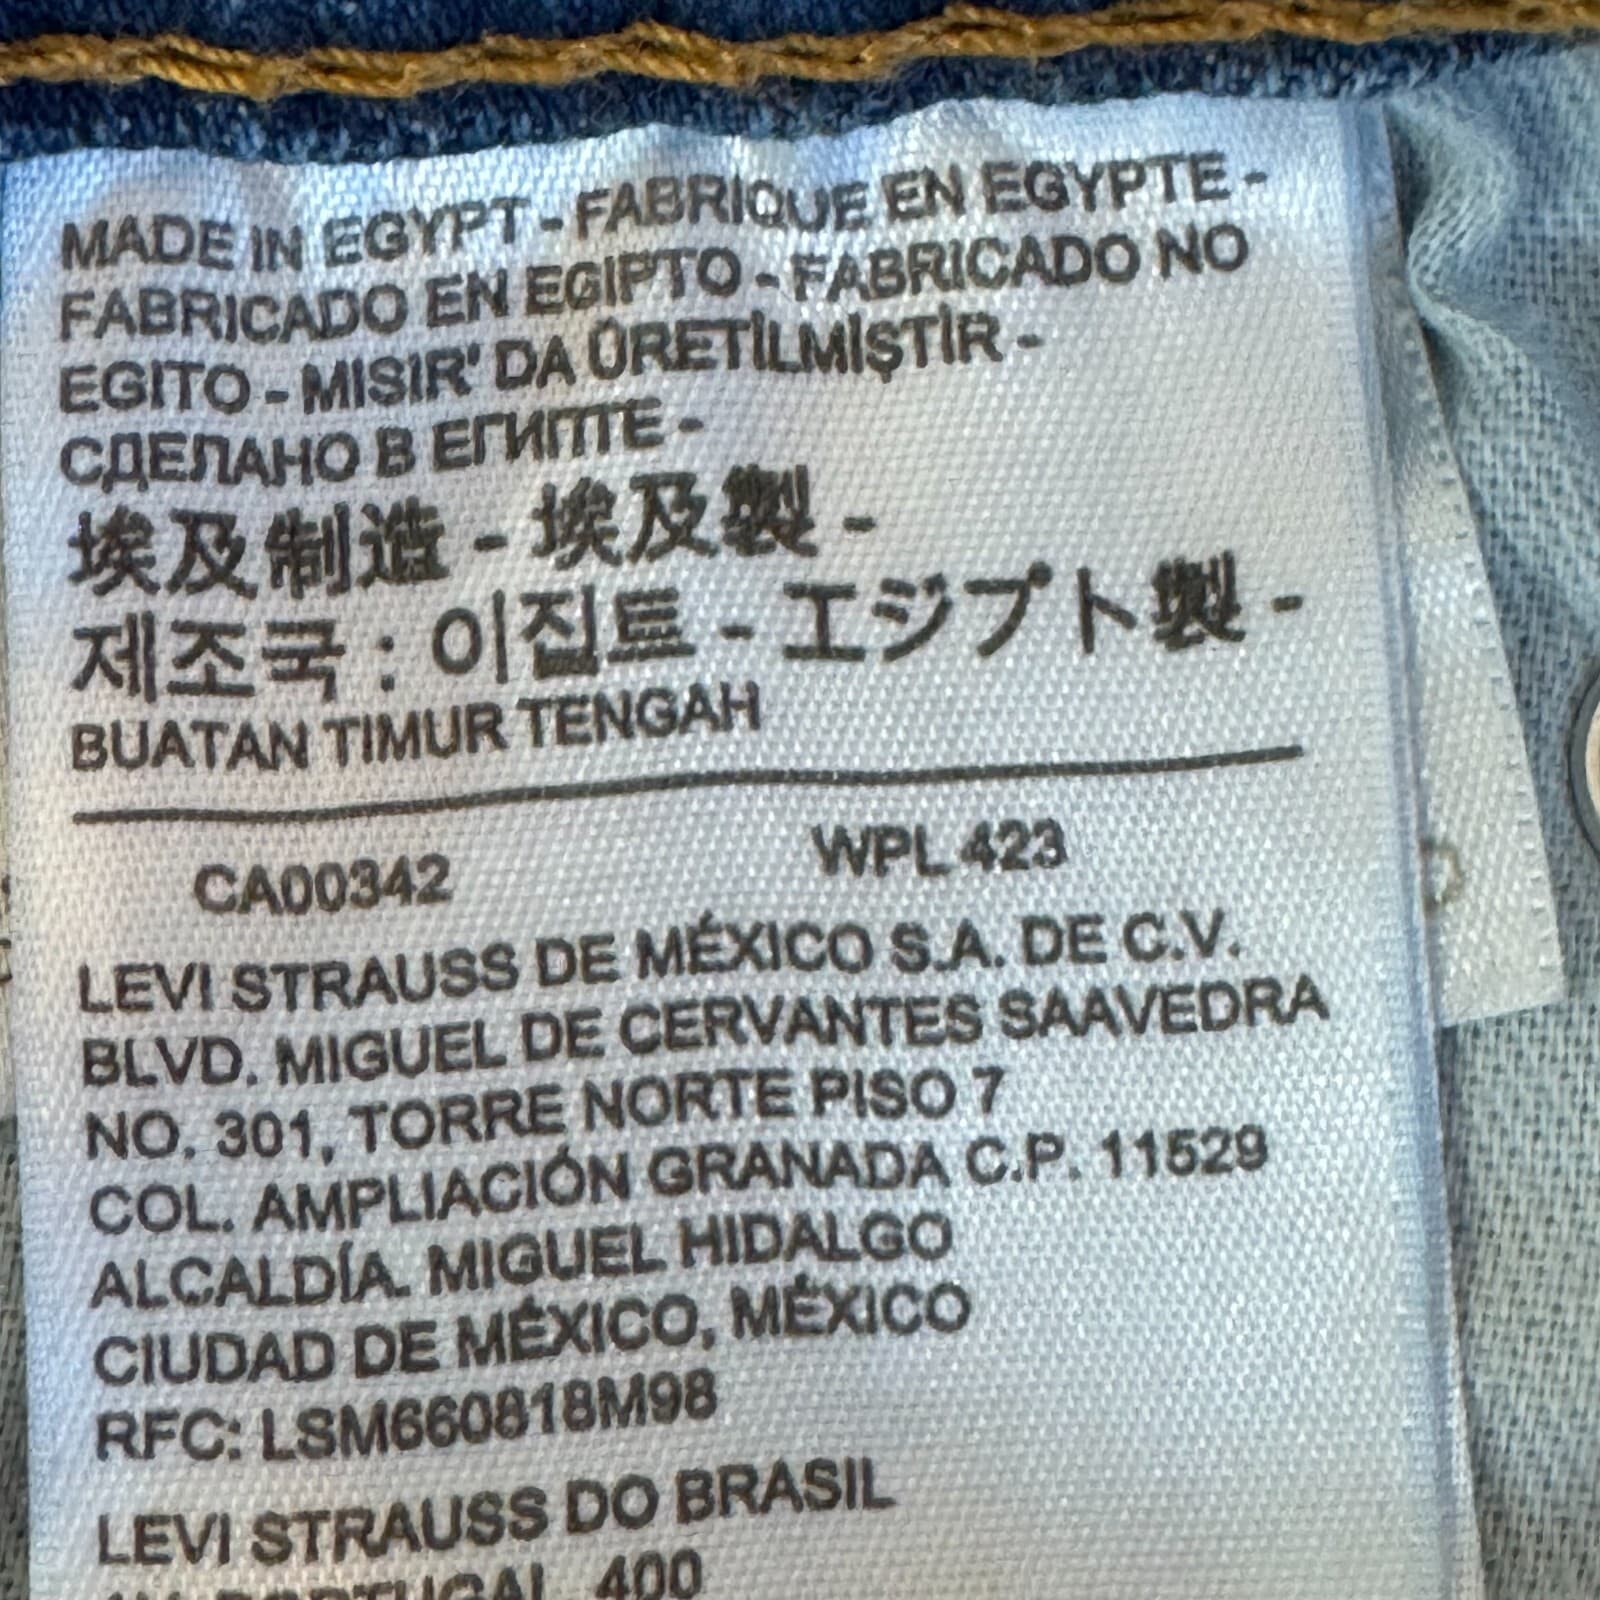 MADE IN EGYPT - FABRIQUE EN EGYPTE -
FABRICADO EN EGIPTO - FABRICADO NO
EGITO - MISIR' DA ÜRETİLMİŞTİR -
СДЕЛАНО В ЕГИПТЕ -
埃及制造 - 埃及製 -
제조국 : 이집트 - エジプト製 -
BUATAN TIMUR TENGAH
CA00342 WPL 423
LEVI STRAUSS DE MÉXICO S.A. DE C.V.
BLVD. MIGUEL DE CERVANTES SAAVEDRA
NO. 301, TORRE NORTE PISO 7
COL. AMPLIACIÓN GRANADA C.P. 11529
ALCALDÍA. MIGUEL HIDALGO
CIUDAD DE MÉXICO, MÉXICO
RFC: LSM660818M98
LEVI STRAUSS DO BRASIL
AV. PORTUGAL, 400